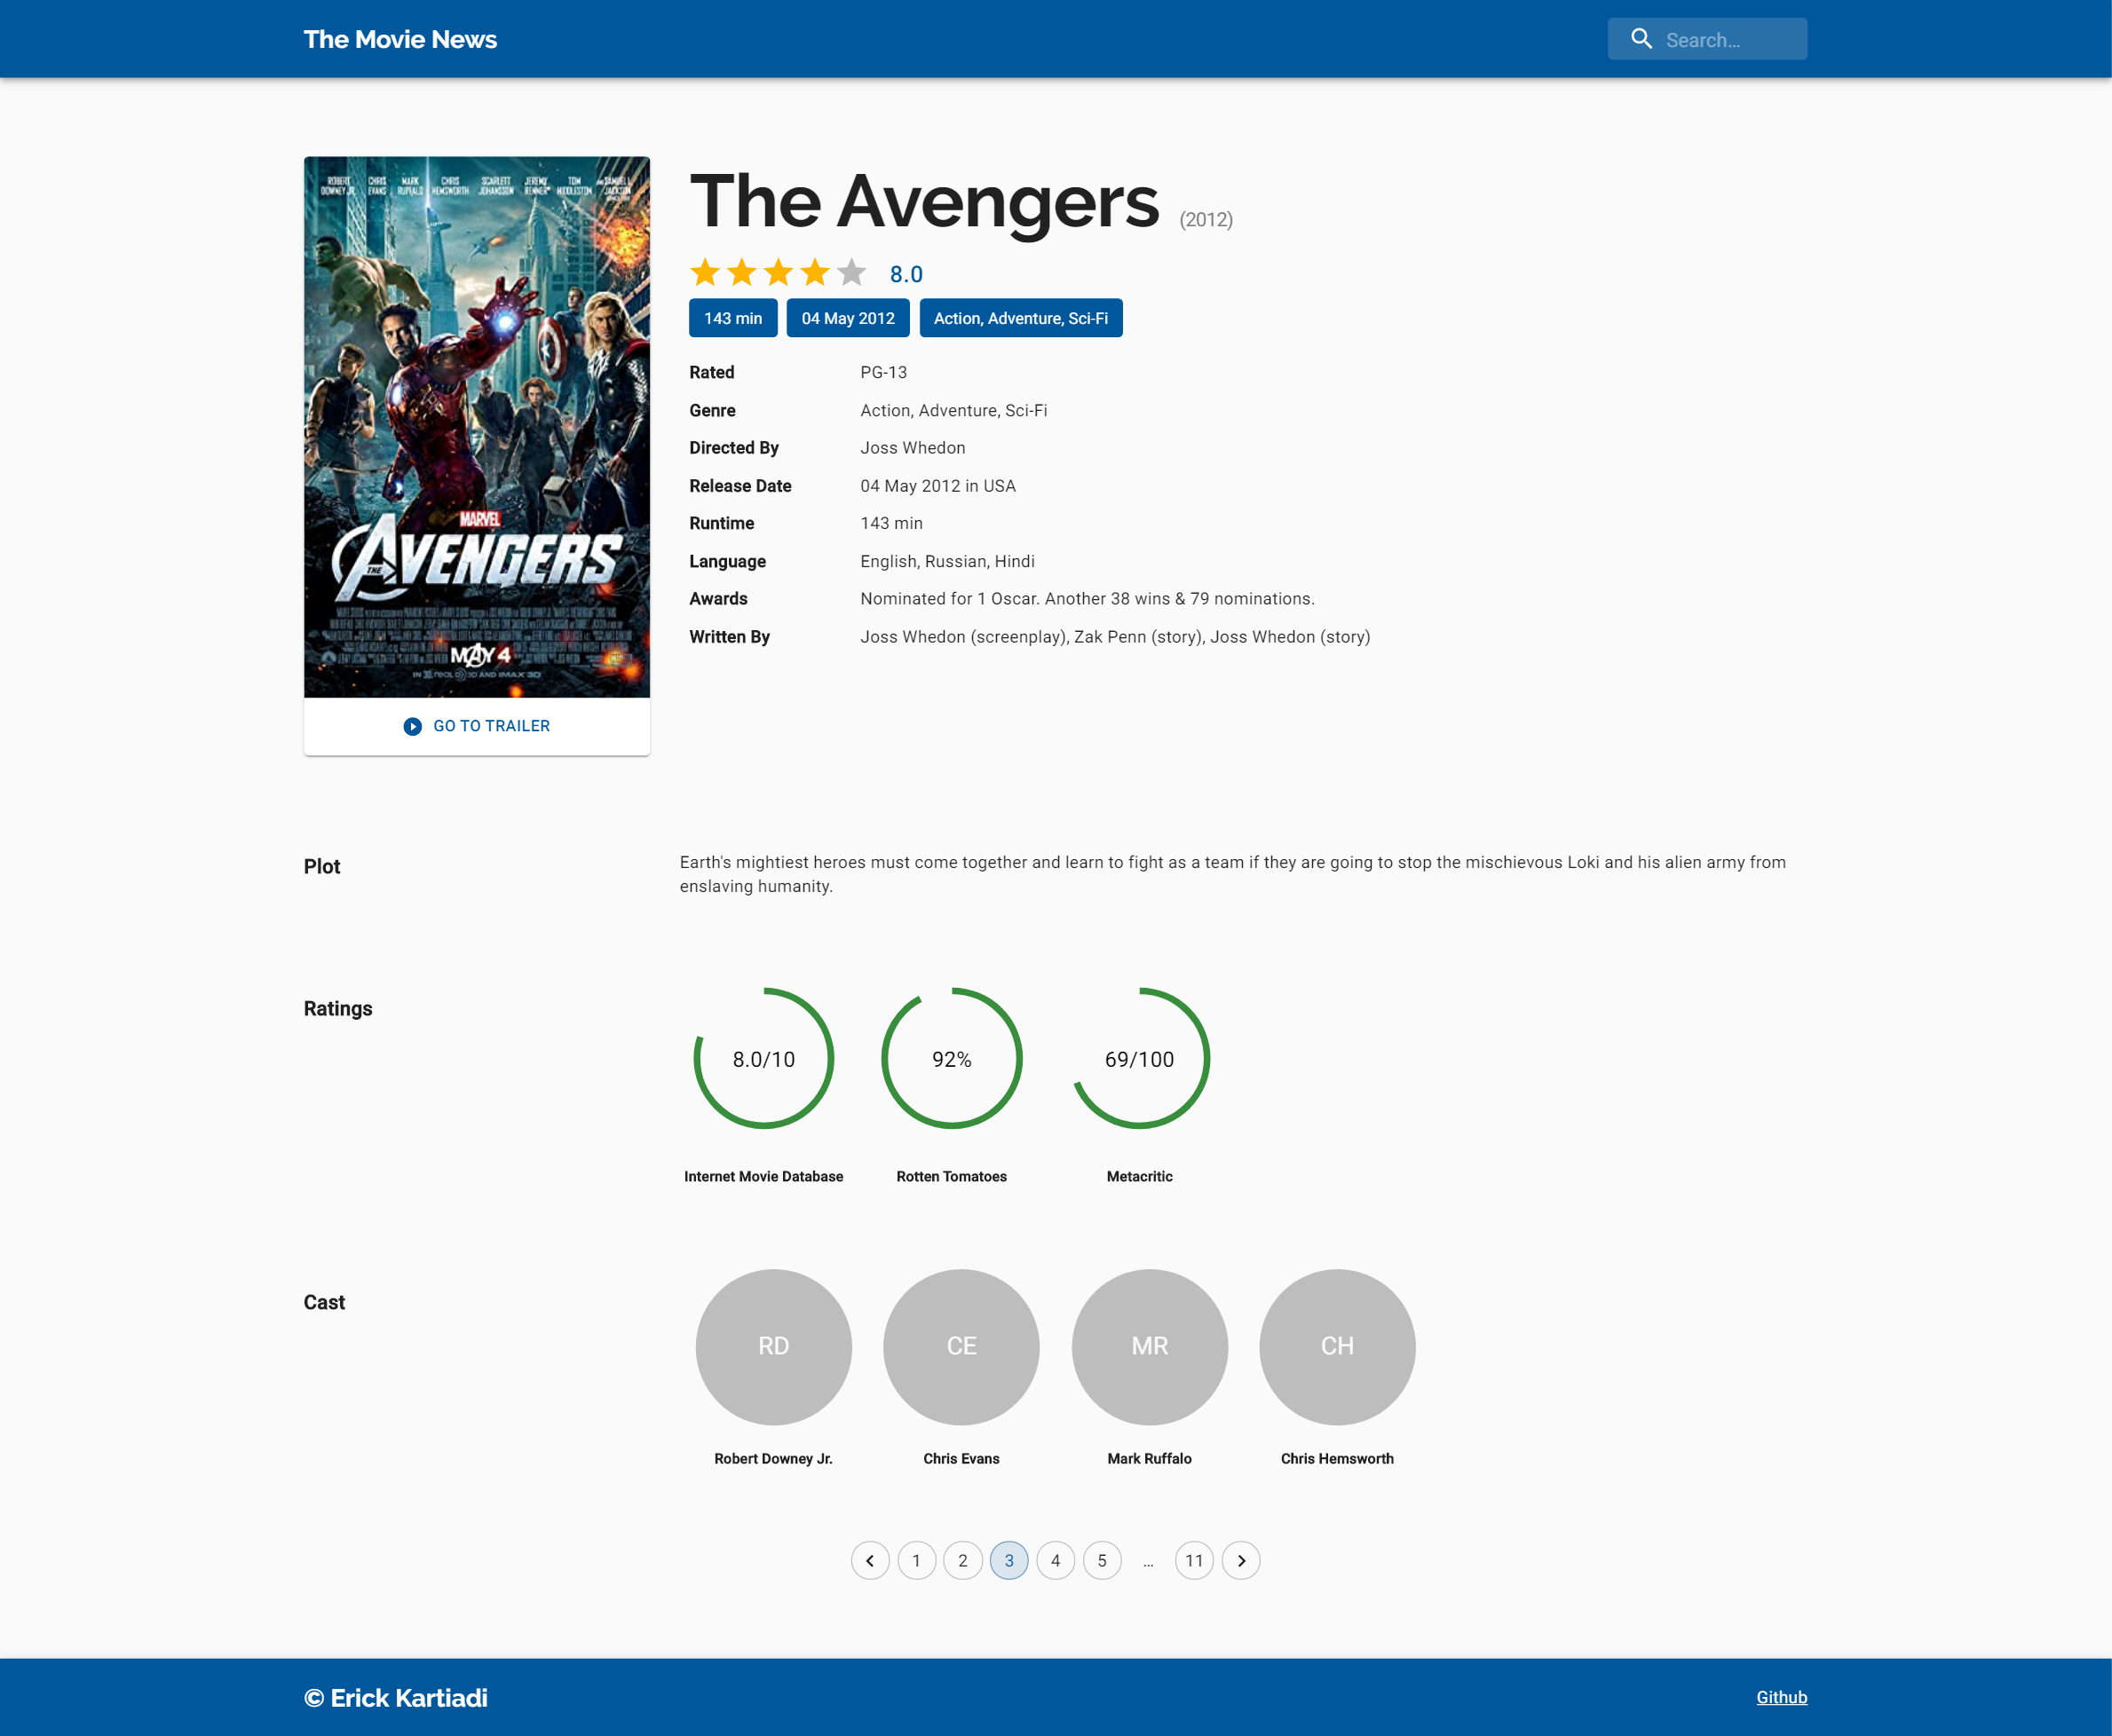 The Movie News
Search...
ROBERT DOWNEY JR. CHRIS EVANS MARK RUFFALO CHRIS HEMSWORTH SCARLETT JOHANSSON JEREMY RENNER TOM HIDDLESTON AND SAMUEL L. JACKSON
MARVEL
THE AVENGERS
MAY 4
IN REAL D 3D AND IMAX 3D
GO TO TRAILER
The Avengers (2012)
8.0
143 min 04 May 2012 Action, Adventure, Sci-Fi
Rated PG-13
Genre Action, Adventure, Sci-Fi
Directed By Joss Whedon
Release Date 04 May 2012 in USA
Runtime 143 min
Language English, Russian, Hindi
Awards Nominated for 1 Oscar. Another 38 wins & 79 nominations.
Written By Joss Whedon (screenplay), Zak Penn (story), Joss Whedon (story)
Plot
Earth's mightiest heroes must come together and learn to fight as a team if they are going to stop the mischievous Loki and his alien army from
enslaving humanity.
Ratings
8.0/10 92% 69/100
Internet Movie Database Rotten Tomatoes Metacritic
Cast
RD CE MR CH
Robert Downey Jr. Chris Evans Mark Ruffalo Chris Hemsworth
1 2 3 4 5 ... 11
© Erick Kartiadi
Github